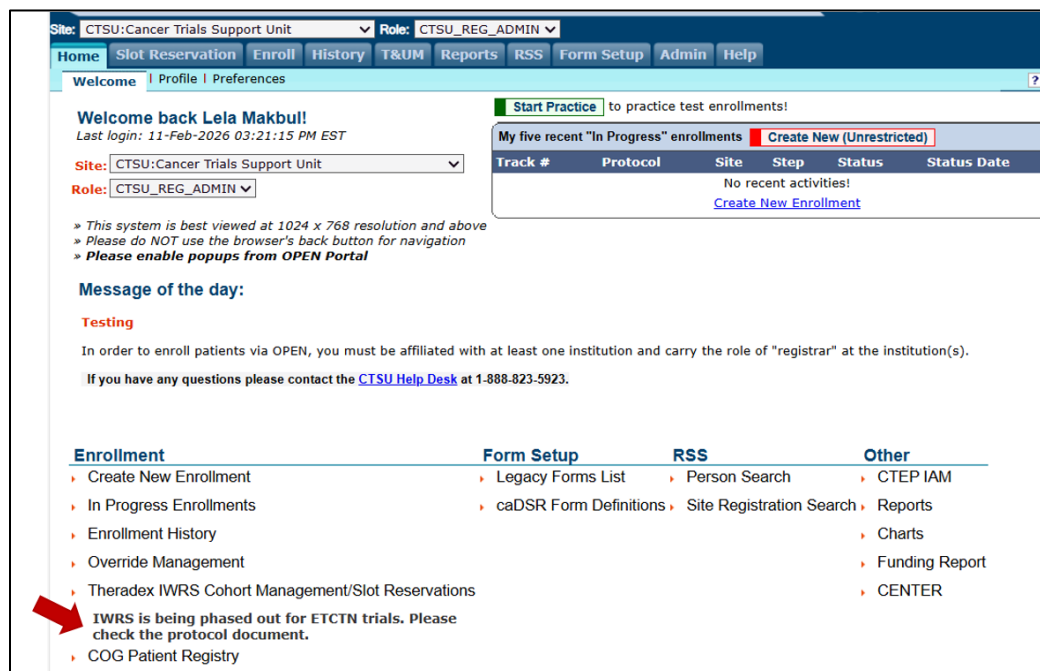 Site: CTSU:Cancer Trials Support Unit Role: CTSU_REG_ADMIN
Home Slot Reservation Enroll History T&UM Reports RSS Form Setup Admin Help
Welcome | Profile | Preferences ?
Welcome back Lela Makbul!
Last login: 11-Feb-2026 03:21:15 PM EST
Site: CTSU:Cancer Trials Support Unit
Role: CTSU_REG_ADMIN
» This system is best viewed at 1024 x 768 resolution and above
» Please do NOT use the browser's back button for navigation
» Please enable popups from OPEN Portal
Start Practice to practice test enrollments!
My five recent "In Progress" enrollments Create New (Unrestricted)
Track # Protocol Site Step Status Status Date
No recent activities!
Create New Enrollment
Message of the day:
Testing
In order to enroll patients via OPEN, you must be affiliated with at least one institution and carry the role of "registrar" at the institution(s).
If you have any questions please contact the CTSU Help Desk at 1-888-823-5923.
Enrollment
Create New Enrollment
In Progress Enrollments
Enrollment History
Override Management
Theradex IWRS Cohort Management/Slot Reservations
IWRS is being phased out for ETCTN trials. Please
check the protocol document.
COG Patient Registry
Form Setup
Legacy Forms List
caDSR Form Definitions
RSS
Person Search
Site Registration Search
Other
CTEP IAM
Reports
Charts
Funding Report
CENTER